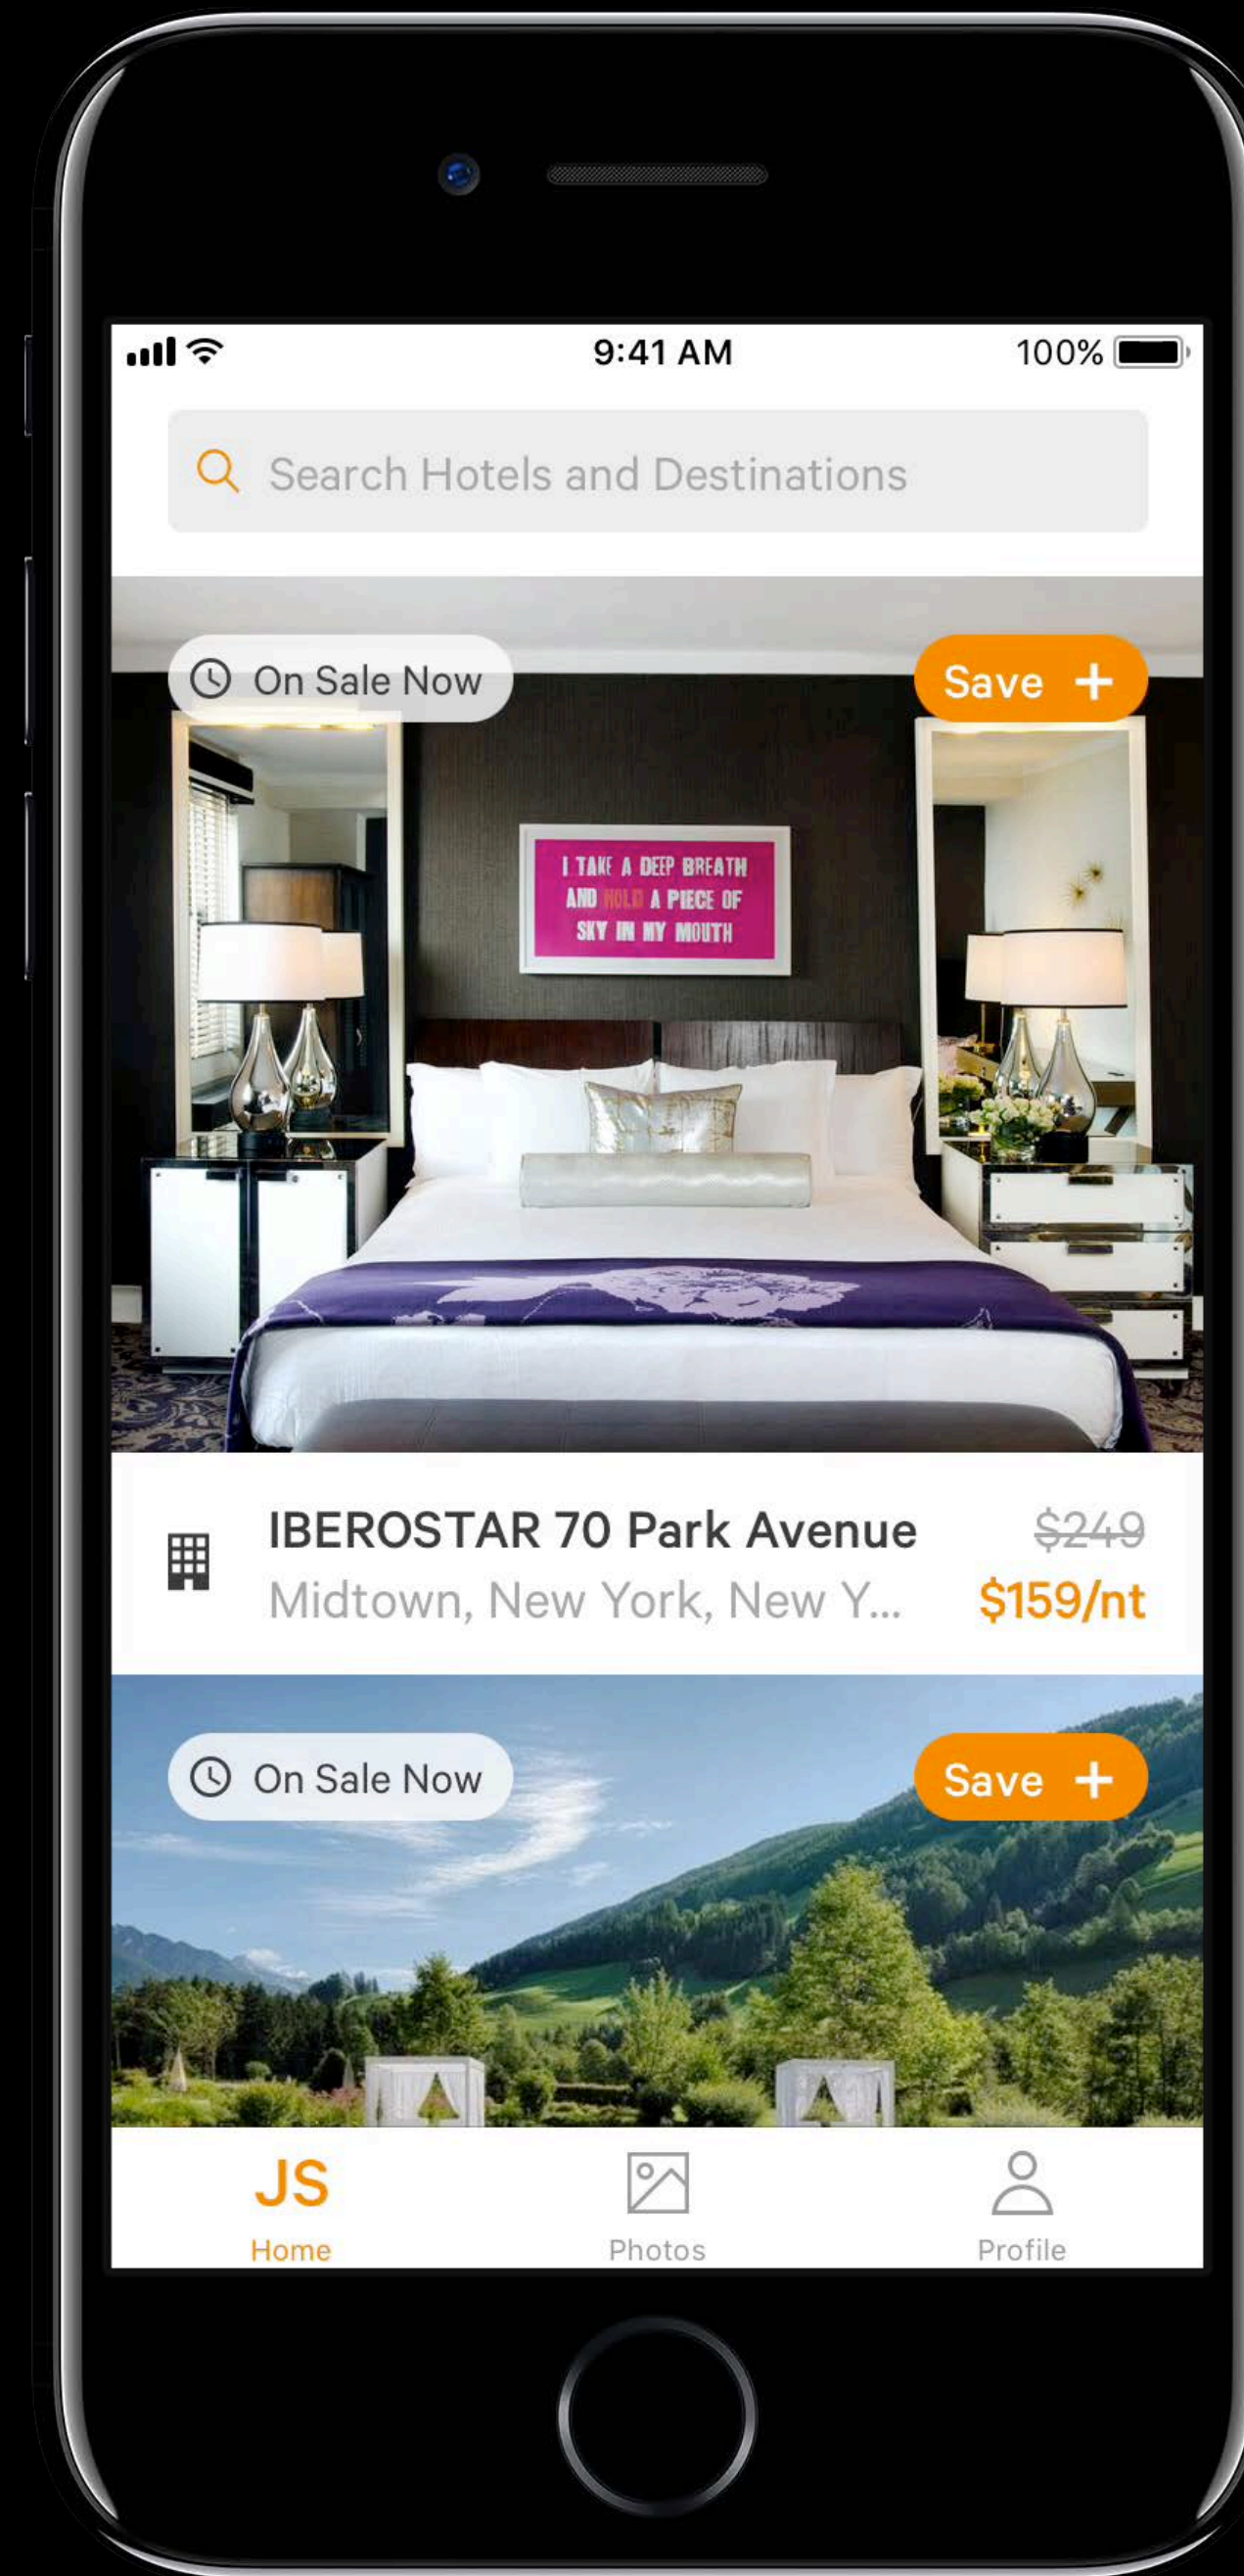 9:41 AM 100%
Search Hotels and Destinations
On Sale Now Save +
I TAKE A DEEP BREATH
AND HOLD A PIECE OF
SKY IN MY MOUTH
IBEROSTAR 70 Park Avenue $249
Midtown, New York, New Y... $159/nt
On Sale Now Save +
JS
Home Photos Profile